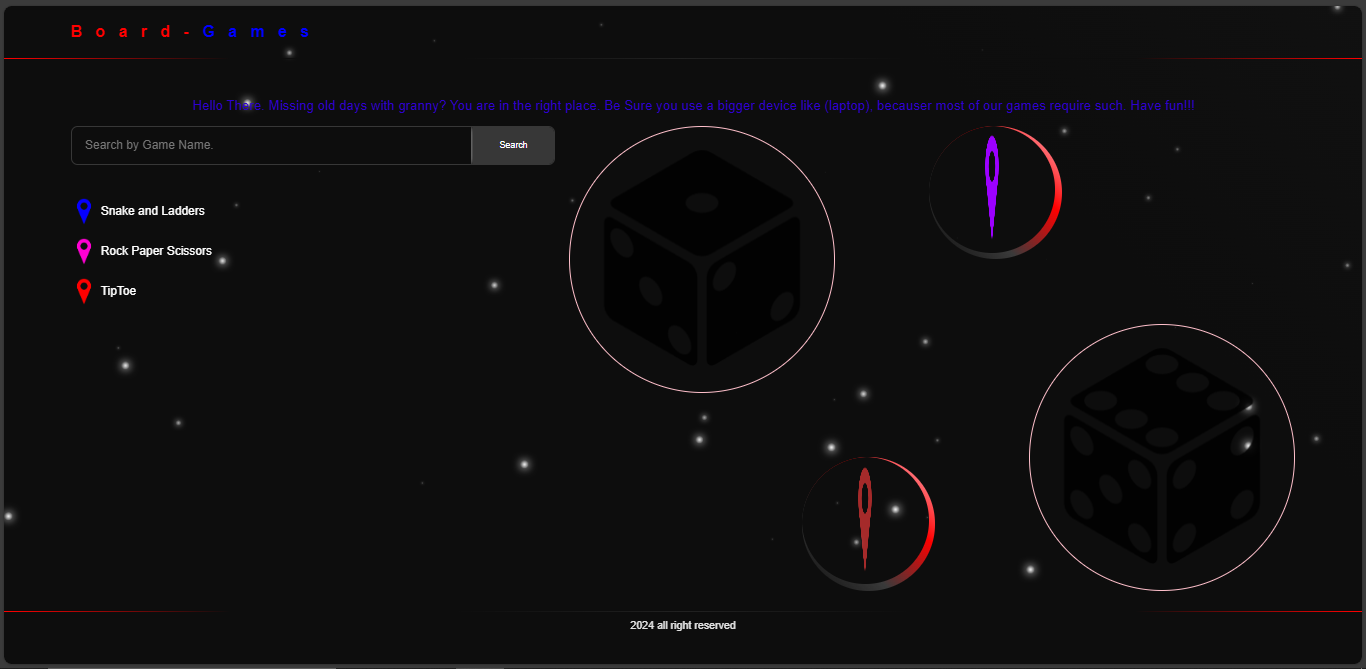 Board-Games
Hello There. Missing old days with granny? You are in the right place. Be Sure you use a bigger device like (laptop), becauser most of our games require such. Have fun!!!
Search by Game Name.
Search
Snake and Ladders
Rock Paper Scissors
TipToe
2024 all right reserved